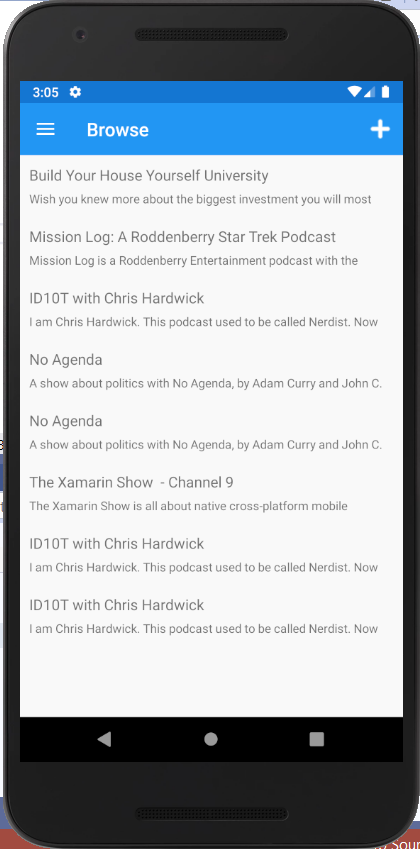 3:05
Browse
Build Your House Yourself University
Wish you knew more about the biggest investment you will most
Mission Log: A Roddenberry Star Trek Podcast
Mission Log is a Roddenberry Entertainment podcast with the
ID10T with Chris Hardwick
I am Chris Hardwick. This podcast used to be called Nerdist. Now
No Agenda
A show about politics with No Agenda, by Adam Curry and John C.
No Agenda
A show about politics with No Agenda, by Adam Curry and John C.
The Xamarin Show  - Channel 9
The Xamarin Show is all about native cross-platform mobile
ID10T with Chris Hardwick
I am Chris Hardwick. This podcast used to be called Nerdist. Now
ID10T with Chris Hardwick
I am Chris Hardwick. This podcast used to be called Nerdist. Now